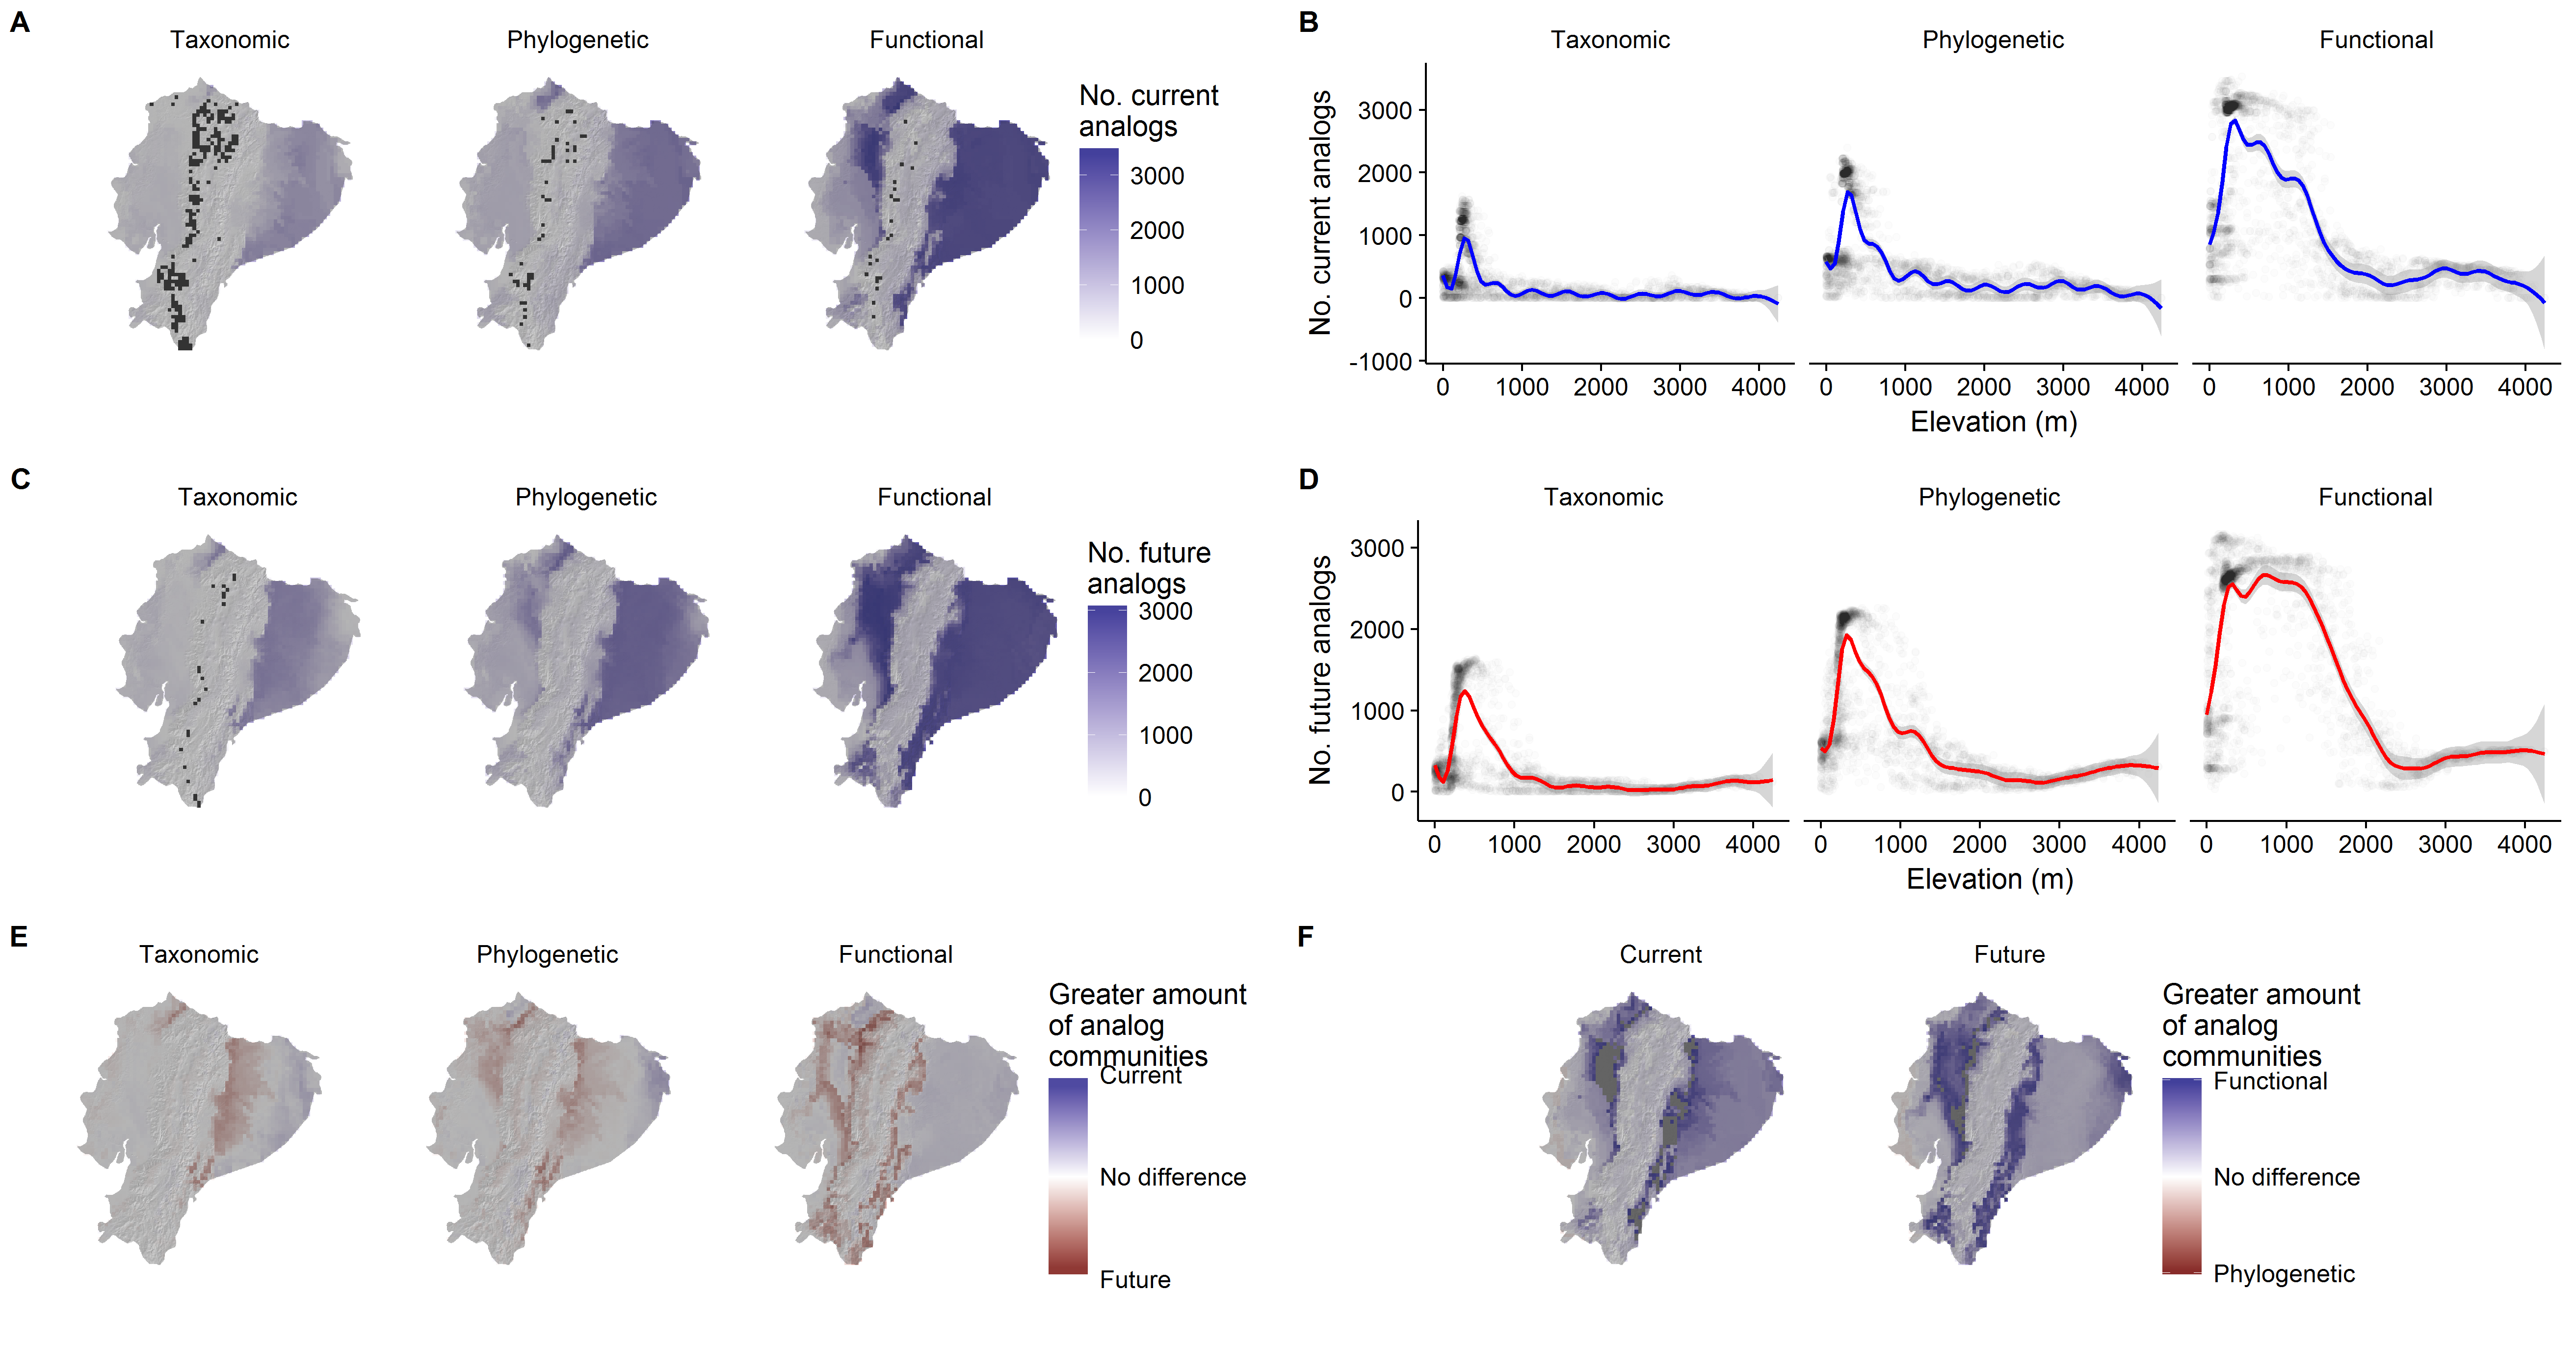 A
Taxonomic
Phylogenetic
Functional
No. current
analogs
3000
2000
1000
0
B
Taxonomic
Phylogenetic
Functional
No. current analogs
3000
2000
1000
0
-1000
0 1000 2000 3000 4000
0 1000 2000 3000 4000
0 1000 2000 3000 4000
Elevation (m)
C
Taxonomic
Phylogenetic
Functional
No. future
analogs
3000
2000
1000
0
D
Taxonomic
Phylogenetic
Functional
No. future analogs
3000
2000
1000
0
0 1000 2000 3000 4000
0 1000 2000 3000 4000
0 1000 2000 3000 4000
Elevation (m)
E
Taxonomic
Phylogenetic
Functional
Greater amount
of analog
communities
Current
No difference
Future
F
Current
Future
Greater amount
of analog
communities
Functional
No difference
Phylogenetic